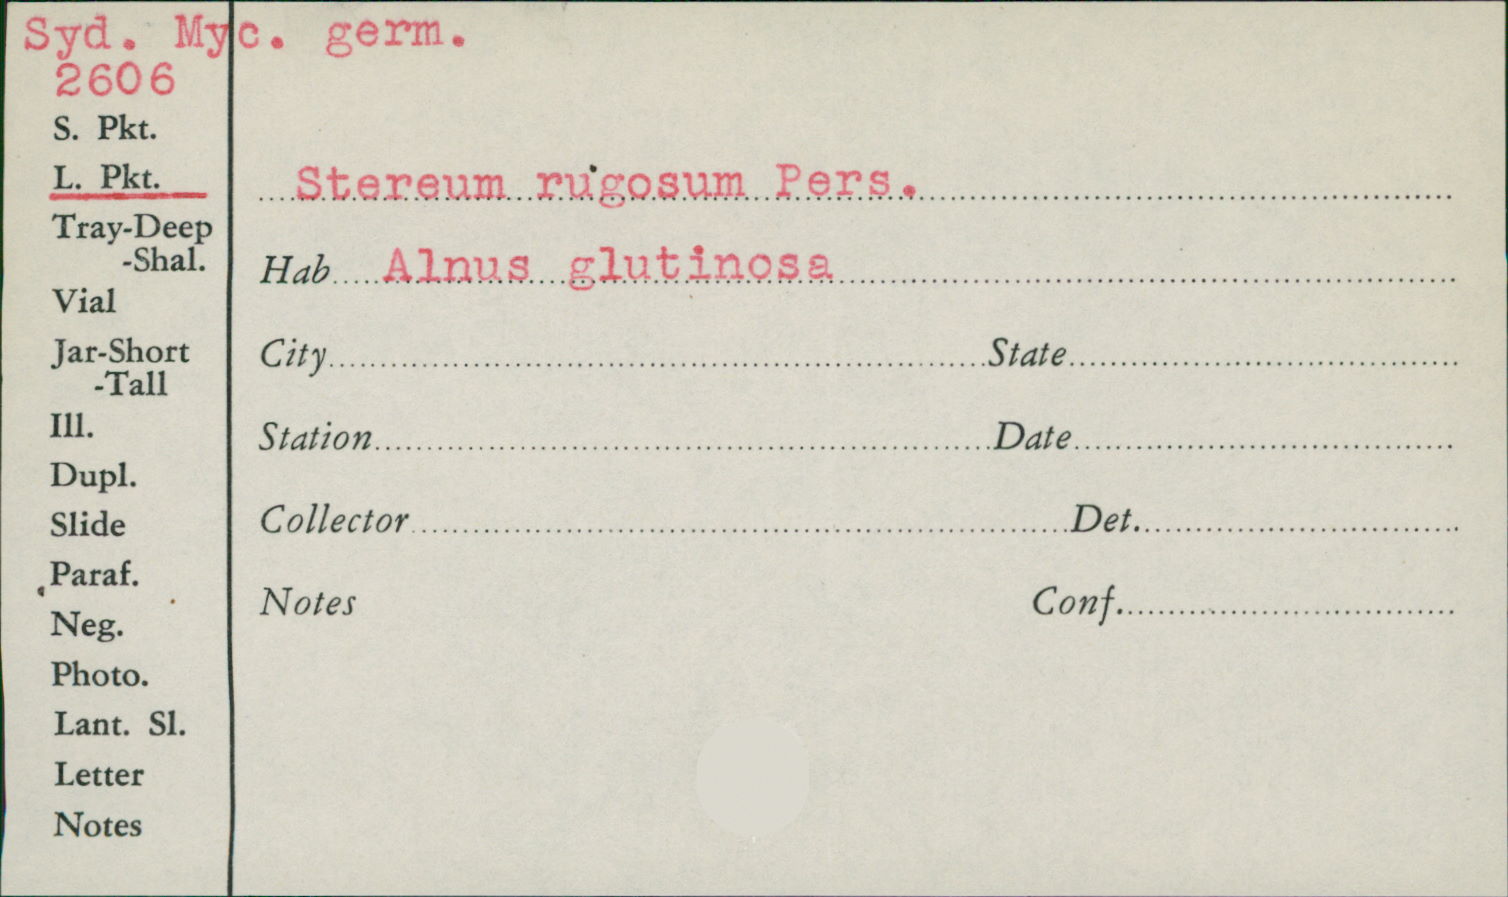 Syd. Myc. germ.
2606
S. Pkt.
L. Pkt.
Tray-Deep
-Shal.
Vial
Jar-Short
-Tall
Ill.
Dupl.
Slide
Paraf.
Neg.
Photo.
Lant. Sl.
Letter
Notes
Stereum rugosum Pers.
Hab Alnus glutinosa
City State
Station Date
Collector Det.
Notes Conf.